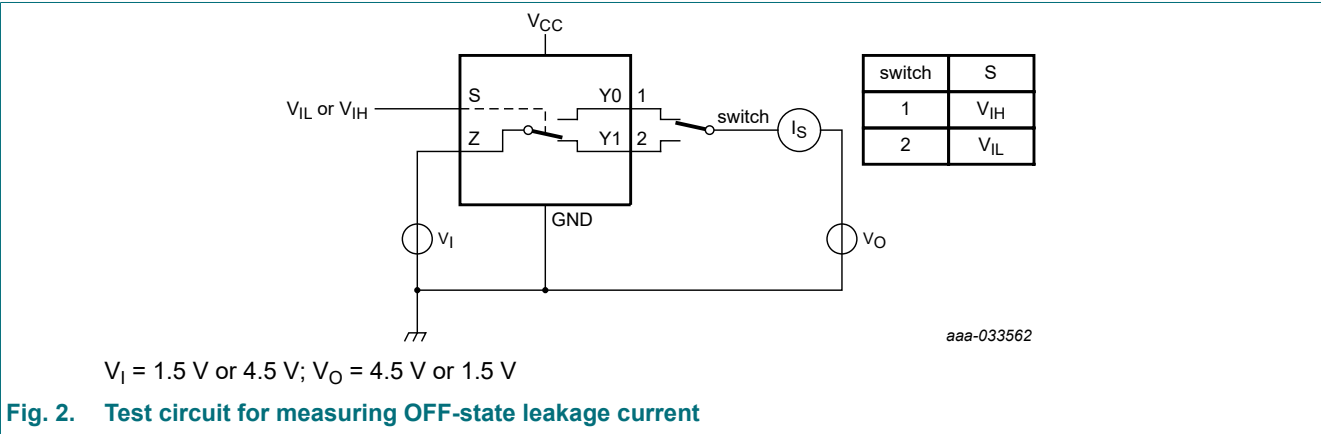 VCC
switch S
S Y0 1
VIL or VIH
switch
1 VIH
IS
Z Y1 2
2 VIL
GND
VI
VO
aaa-033562
VI = 1.5 V or 4.5 V; VO = 4.5 V or 1.5 V
Fig. 2. Test circuit for measuring OFF-state leakage current